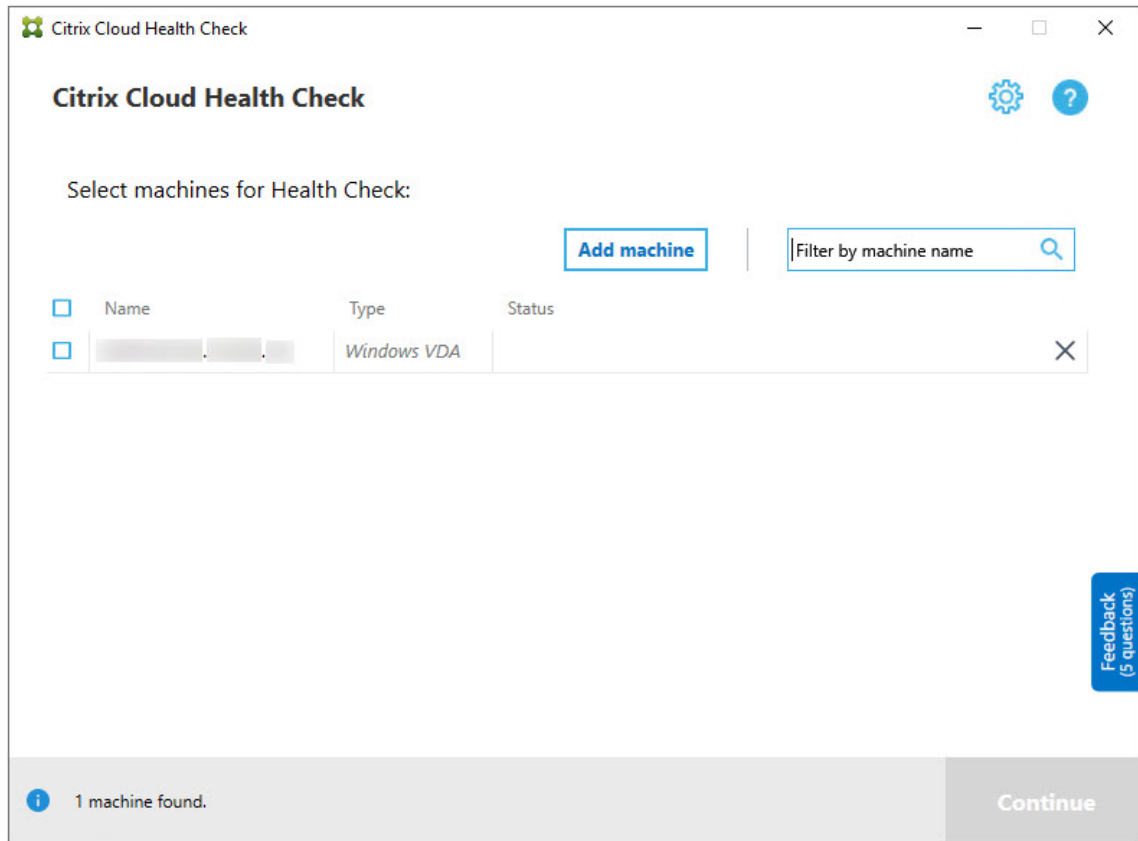 Citrix Cloud Health Check
Citrix Cloud Health Check
?
Select machines for Health Check:
Add machine
Filter by machine name
Name Type Status
. . Windows VDA
Feedback
(5 questions)
1 machine found.
Continue